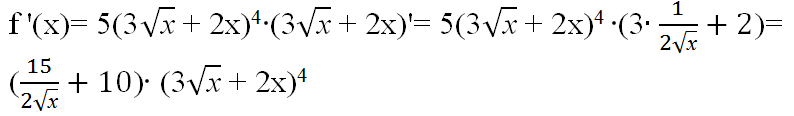 f '(x)= 5(3√x + 2x)⁴·(3√x + 2x)'= 5(3√x + 2x)⁴ ·(3· 1/(2√x) + 2)=
(15/(2√x) + 10)· (3√x + 2x)⁴